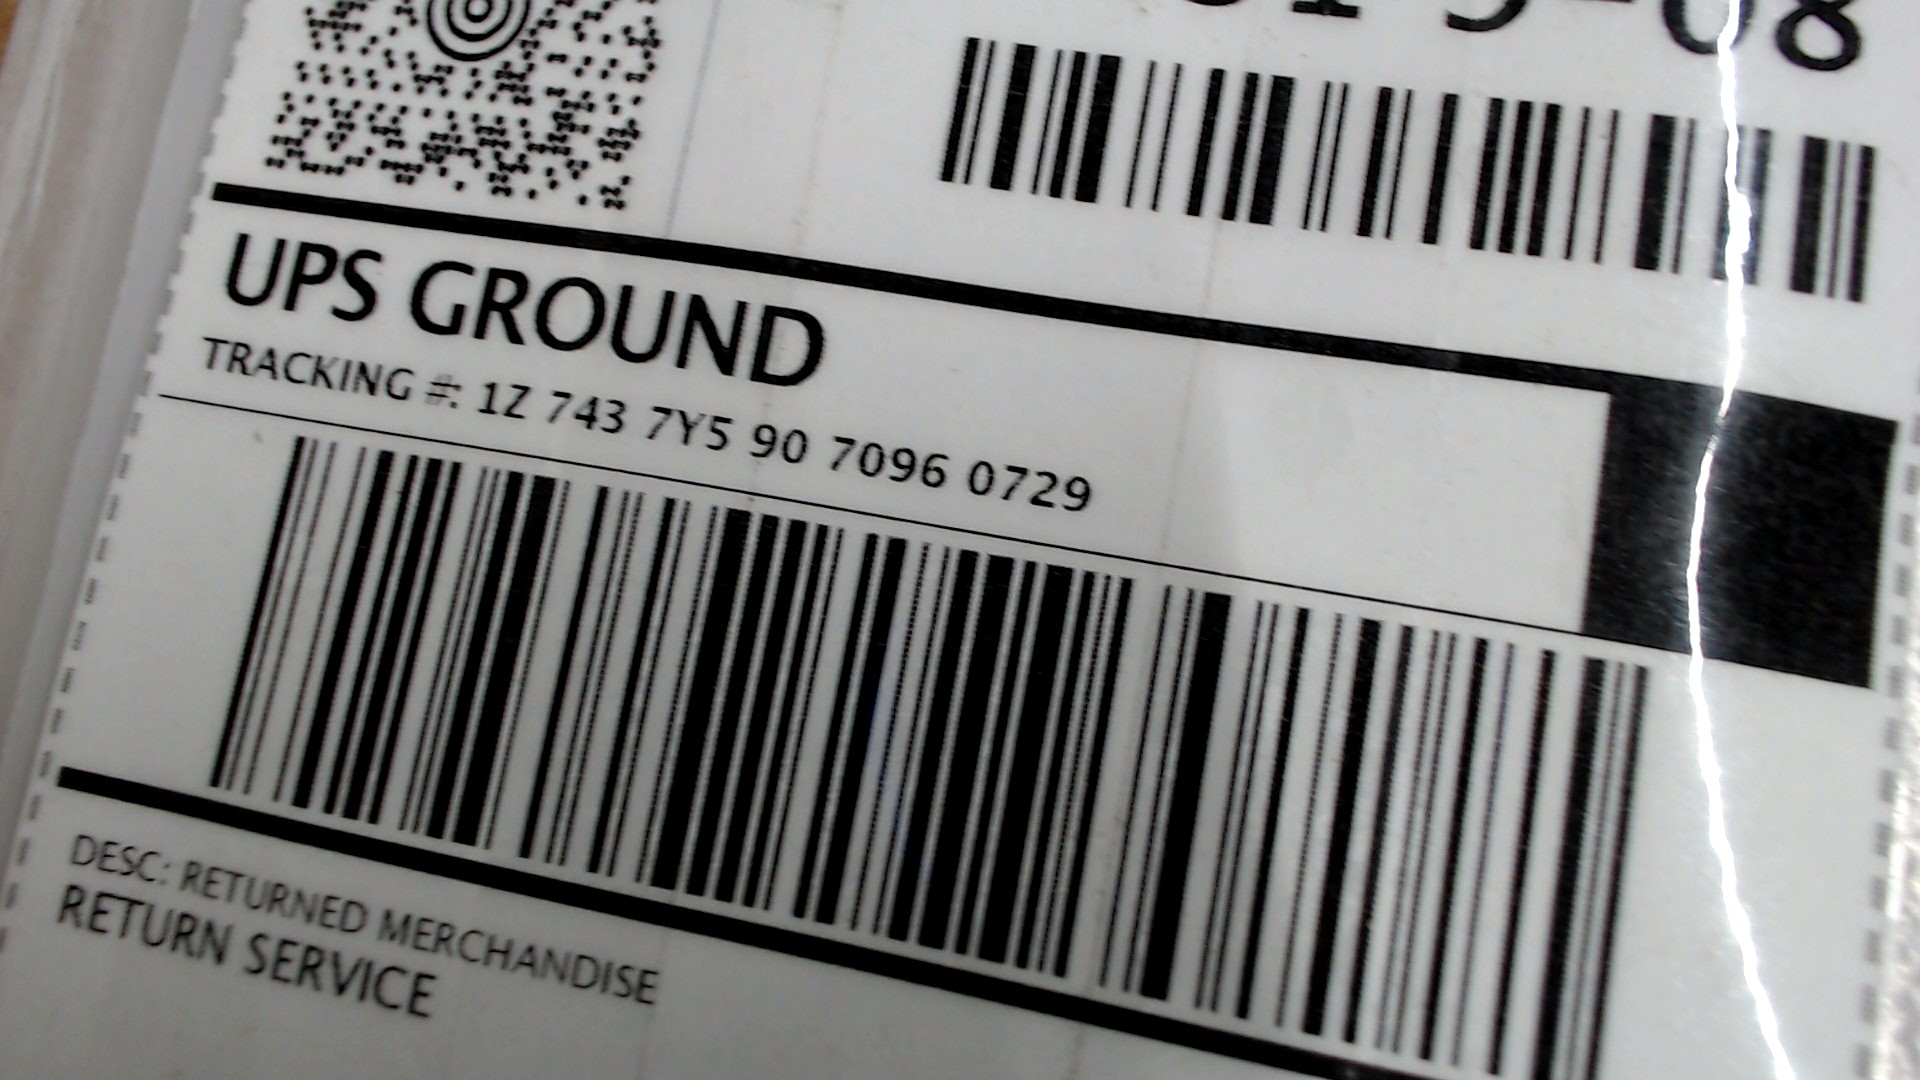 UPS GROUND
TRACKING #: 1Z 743 7Y5 90 7096 0729
DESC: RETURNED MERCHANDISE
RETURN SERVICE